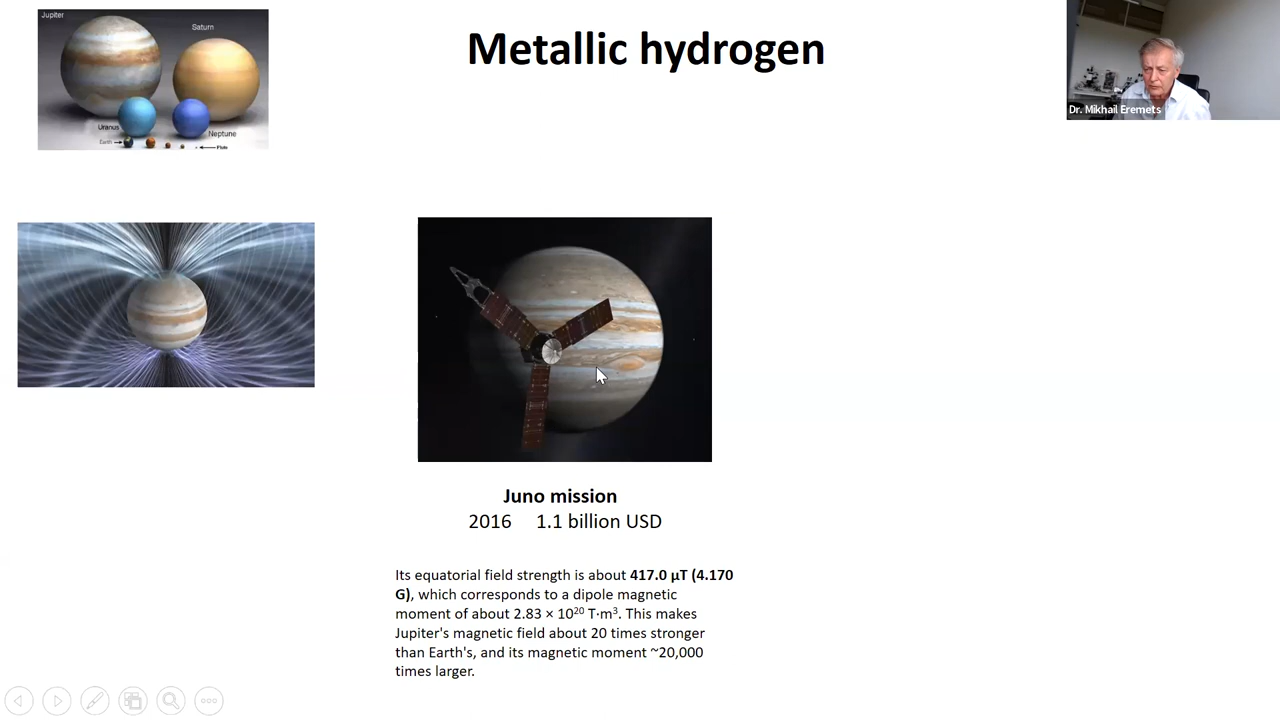 Metallic hydrogen
Jupiter
Saturn
Uranus
Neptune
Earth
Pluto
Dr. Mikhail Eremets
Juno mission
2016 1.1 billion USD
Its equatorial field strength is about 417.0 µT (4.170
G), which corresponds to a dipole magnetic
moment of about 2.83 × 10²⁰ T·m³. This makes
Jupiter's magnetic field about 20 times stronger
than Earth's, and its magnetic moment ~20,000
times larger.